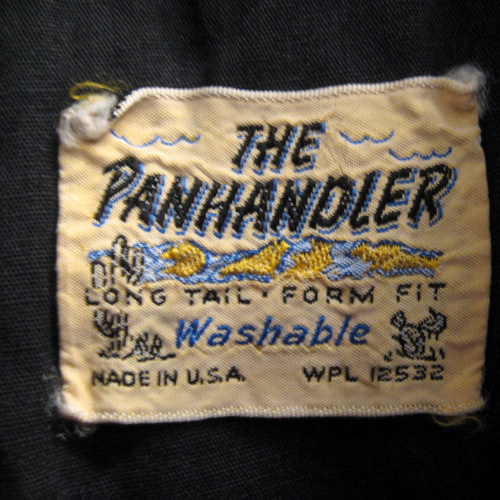 THE
PANHANDLER
LONG TAIL · FORM FIT
Washable
MADE IN U.S.A. WPL 12532